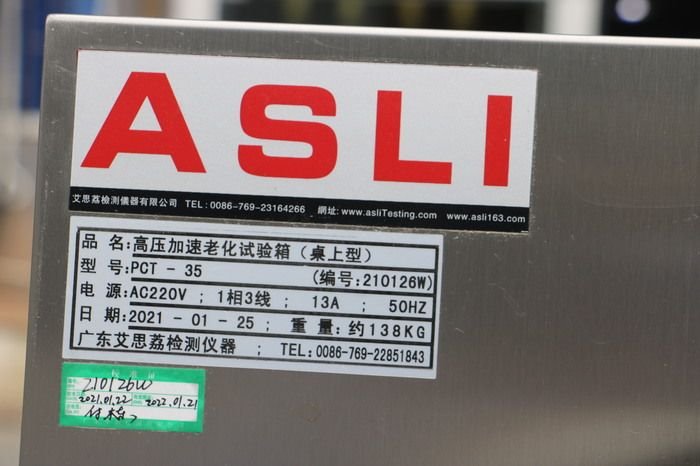 ASLI
艾思荔檢測儀器有限公司 TEL:0086-769-23164266 網址: www.asliTesting.com www.asli163.com
品 名:高压加速老化试验箱(桌上型)
型 号:PCT - 35 (编号:210126W)
电 源:AC220V ; 1相3线 ; 13A ; 50HZ
日 期:2021 - 01 - 25; 重 量:约138KG
广东艾思荔检测仪器 ; TEL:0086-769-22851843
210126W
2021.01.22 2022.01.21